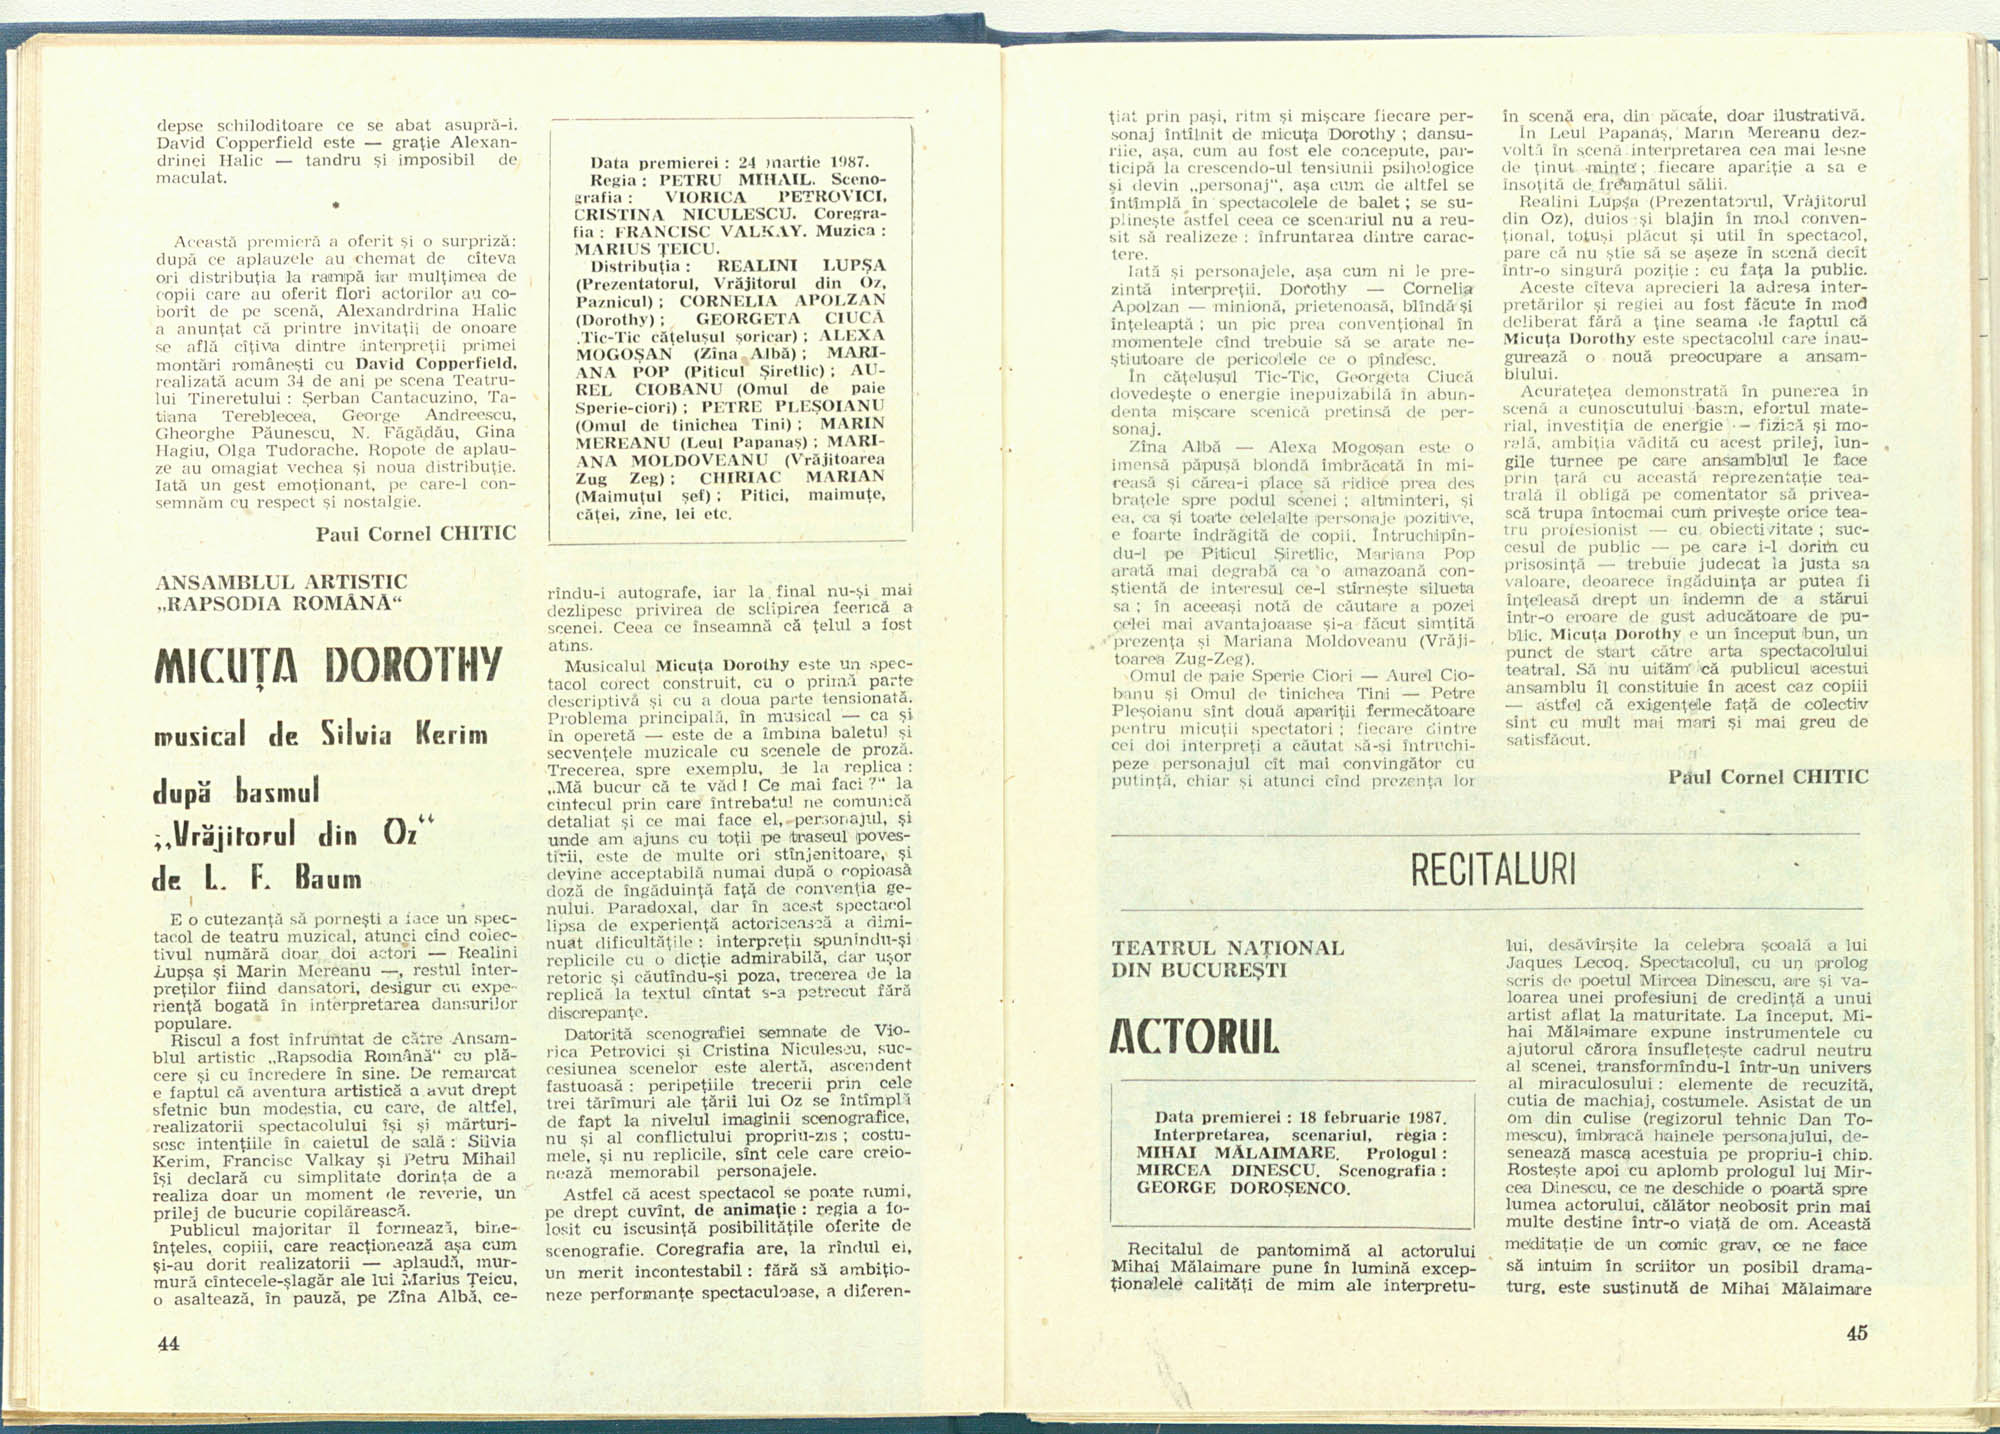 depse schiloditoare ce se abat asupră-i.
David Copperfield este — grație Alexan-
drinei Halic — tandru și imposibil de
maculat.
*
Această premieră a oferit și o surpriză:
după ce aplauzele au chemat de cîteva
ori distribuția la rampă iar mulțimea de
copii care au oferit flori actorilor au co-
borît de pe scenă, Alexandrdrina Halic
a anunțat că printre invitații de onoare
se află cîțiva dintre interpreții primei
montări românești cu David Copperfield,
realizată acum 34 de ani pe scena Teatru-
lui Tineretului : Șerban Cantacuzino, Ta-
tiana Tereblecea, George Andreescu,
Gheorghe Păunescu, N. Făgădău, Gina
Hagiu, Olga Tudorache. Ropote de aplau-
ze au omagiat vechea și noua distribuție.
Iată un gest emoționant, pe care-l con-
semnăm cu respect și nostalgie.
Paul Cornel CHITIC
ANSAMBLUL ARTISTIC
„RAPSODIA ROMÂNĂ“
MICUȚA DOROTHY
musical de Silvia Kerim
după basmul
„Vrăjitorul din Oz“
de L. F. Baum
E o cutezanță să pornești a face un spec-
tacol de teatru muzical, atunci cînd colec-
tivul numără doar doi actori — Realini
Lupșa și Marin Mereanu —, restul inter-
preților fiind dansatori, desigur cu expe-
riență bogată în interpretarea dansurilor
populare.
Riscul a fost înfruntat de către Ansam-
blul artistic „Rapsodia Română“ cu plă-
cere și cu încredere în sine. De remarcat
e faptul că aventura artistică a avut drept
sfetnic bun modestia, cu care, de altfel,
realizatorii spectacolului își și mărturi-
sesc intențiile în caietul de sală : Silvia
Kerim, Francisc Valkay și Petru Mihail
își declară cu simplitate dorința de a
realiza doar un moment de reverie, un
prilej de bucurie copilărească.
Publicul majoritar îl formează, bine-
înțeles, copiii, care reacționează așa cum
și-au dorit realizatorii — aplaudă, mur-
mură cîntecele-șlagăr ale lui Marius Țeicu,
o asaltează, în pauză, pe Zîna Albă, ce-
44
Data premierei : 24 martie 1987.
Regia : PETRU MIHAIL. Sceno-
grafia : VIORICA PETROVICI,
CRISTINA NICULESCU. Coregra-
fia : FRANCISC VALKAY. Muzica :
MARIUS ȚEICU.
Distribuția : REALINI LUPȘA
(Prezentatorul, Vrăjitorul din Oz,
Paznicul) ; CORNELIA APOLZAN
(Dorothy) ; GEORGETA CIUCĂ
.Tic-Tic cățelușul șoricar) ; ALEXA
MOGOȘAN (Zîna Albă) ; MARI-
ANA POP (Piticul Șiretlic) ; AU-
REL CIOBANU (Omul de paie
Sperie-ciori) ; PETRE PLEȘOIANU
(Omul de tinichea Tini) ; MARIN
MEREANU (Leul Papanaș) ; MARI-
ANA MOLDOVEANU (Vrăjitoarea
Zug Zeg) ; CHIRIAC MARIAN
(Maimuțul șef) ; Pitici, maimuțe,
căței, zîne, lei etc.
rîndu-i autografe, iar la final nu-și mai
dezlipesc privirea de sclipirea feerică a
scenei. Ceea ce înseamnă că țelul a fost
atins.
Musicalul Micuța Dorothy este un spec-
tacol corect construit, cu o primă parte
descriptivă și cu a doua parte tensionată.
Problema principală, în musical — ca și
în operetă — este de a îmbina baletul și
secvențele muzicale cu scenele de proză.
Trecerea, spre exemplu, de la replica :
„Mă bucur că te văd ! Ce mai faci ?“ la
cîntecul prin care întrebatul ne comunică
detaliat și ce mai face el, personajul, și
unde am ajuns cu toții pe traseul poves-
tirii, este de multe ori stînjenitoare, și
devine acceptabilă numai după o copioasă
doză de îngăduință față de convenția ge-
nului. Paradoxal, dar în acest spectacol
lipsa de experiență actoricească a dimi-
nuat dificultățile : interpreții spunîndu-și
replicile cu o dicție admirabilă, dar ușor
retoric și căutîndu-și poza, trecerea de la
replică la textul cîntat s-a petrecut fără
discrepanțe.
Datorită scenografiei semnate de Vio-
rica Petrovici și Cristina Niculescu, suc-
cesiunea scenelor este alertă, ascendent
fastuoasă : peripețiile trecerii prin cele
trei tărîmuri ale țării lui Oz se întîmplă
de fapt la nivelul imaginii scenografice,
nu și al conflictului propriu-zis ; costu-
mele, și nu replicile, sînt cele care creio-
nează memorabil personajele.
Astfel că acest spectacol se poate numi,
pe drept cuvînt, de animație : regia a fo-
losit cu iscusință posibilitățile oferite de
scenografie. Coregrafia are, la rîndul ei,
un merit incontestabil : fără să ambițio-
neze performanțe spectaculoase, a diferen-
țiat prin pași, ritm și mișcare fiecare per-
sonaj întîlnit de micuța Dorothy ; dansu-
rile, așa, cum au fost ele concepute, par-
ticipă la crescendo-ul tensiunii psihologice
și devin „personaj“, așa cum de altfel se
întîmplă în spectacolele de balet ; se su-
plinește astfel ceea ce scenariul nu a reu-
sit să realizeze : înfruntarea dintre carac-
tere.
Iată și personajele, așa cum ni le pre-
zintă interpreții. Dorothy — Cornelia
Apolzan — minionă, prietenoasă, blîndă și
înțeleaptă ; un pic prea convențional în
momentele cînd trebuie să se arate ne-
știutoare de pericolele ce o pîndesc.
În cățelușul Tic-Tic, Georgeta Ciucă
dovedește o energie inepuizabilă în abun-
denta mișcare scenică pretinsă de per-
sonaj.
Zîna Albă — Alexa Mogoșan este o
imensă păpușă blondă îmbrăcată în mi-
reasă și căreia-i place să ridice prea des
brațele spre podul scenei ; altminteri, și
ea, ca și toate celelalte personaje pozitive,
e foarte îndrăgită de copii. Întruchipîn-
du-l pe Piticul Șiretlic, Mariana Pop
arată mai degrabă ca o amazoană con-
știentă de interesul ce-l stîrnește silueta
sa ; în aceeași notă de căutare a pozei
celei mai avantajoase și-a făcut simțită
prezența și Mariana Moldoveanu (Vrăji-
toarea Zug-Zeg).
Omul de paie Sperie Ciori — Aurel Cio-
banu și Omul de tinichea Tini — Petre
Pleșoianu sînt două apariții fermecătoare
pentru micuții spectatori ; fiecare dintre
cei doi interpreți a căutat să-și întruchi-
peze personajul cît mai convingător cu
putință, chiar și atunci cînd prezența lor
în scenă era, din păcate, doar ilustrativă.
În Leul Papanaș, Marin Mereanu dez-
voltă în scenă interpretarea cea mai lesne
de ținut minte ; fiecare apariție a sa e
însoțită de freamătul sălii.
Realini Lupșa (Prezentatorul, Vrăjitorul
din Oz), duios și blajin în mod conven-
țional, totuși plăcut și util în spectacol,
pare că nu știe să se așeze în scenă decît
într-o singură poziție : cu fața la public.
Aceste cîteva aprecieri la adresa inter-
pretărilor și regiei au fost făcute în mod
deliberat fără a ține seama de faptul că
Micuța Dorothy este spectacolul care inau-
gurează o nouă preocupare a ansam-
blului.
Acuratețea demonstrată în punerea în
scenă a cunoscutului basm, efortul mate-
rial, investiția de energie — fizică și mo-
rală, ambiția vădită cu acest prilej, lun-
gile turnee pe care ansamblul le face
prin țară cu această reprezentație tea-
trală îl obligă pe comentator să privea-
scă trupa întocmai cum privește orice tea-
tru profesionist — cu obiectivitate ; suc-
cesul de public — pe care i-l dorim cu
prisosință — trebuie judecat la justa sa
valoare, deoarece îngăduința ar putea fi
înțeleasă drept un îndemn de a stărui
într-o eroare de gust aducătoare de pu-
blic. Micuța Dorothy e un început bun, un
punct de start către arta spectacolului
teatral. Să nu uităm că publicul acestui
ansamblu îl constituie în acest caz copiii
— astfel că exigențele față de colectiv
sînt cu mult mai mari și mai greu de
satisfăcut.
Paul Cornel CHITIC
RECITALURI
TEATRUL NAȚIONAL
DIN BUCUREȘTI
ACTORUL
Data premierei : 18 februarie 1987.
Interpretarea, scenariul, regia :
MIHAI MĂLAIMARE. Prologul :
MIRCEA DINESCU. Scenografia :
GEORGE DOROȘENCO.
Recitalul de pantomimă al actorului
Mihai Mălaimare pune în lumină excep-
ționalele calități de mim ale interpretu-
lui, desăvîrșite la celebra școală a lui
Jaques Lecoq. Spectacolul, cu un prolog
scris de poetul Mircea Dinescu, are și va-
loarea unei profesiuni de credință a unui
artist aflat la maturitate. La început, Mi-
hai Mălaimare expune instrumentele cu
ajutorul cărora însuflețește cadrul neutru
al scenei, transformîndu-l într-un univers
al miraculosului : elemente de recuzită,
cutia de machiaj, costumele. Asistat de un
om din culise (regizorul tehnic Dan To-
mescu), îmbracă hainele personajului, de-
senează masca acestuia pe propriu-i chip.
Rostește apoi cu aplomb prologul lui Mir-
cea Dinescu, ce ne deschide o poartă spre
lumea actorului, călător neobosit prin mai
multe destine într-o viață de om. Această
meditație de un comic grav, ce ne face
să intuim în scriitor un posibil drama-
turg, este susținută de Mihai Mălaimare
45